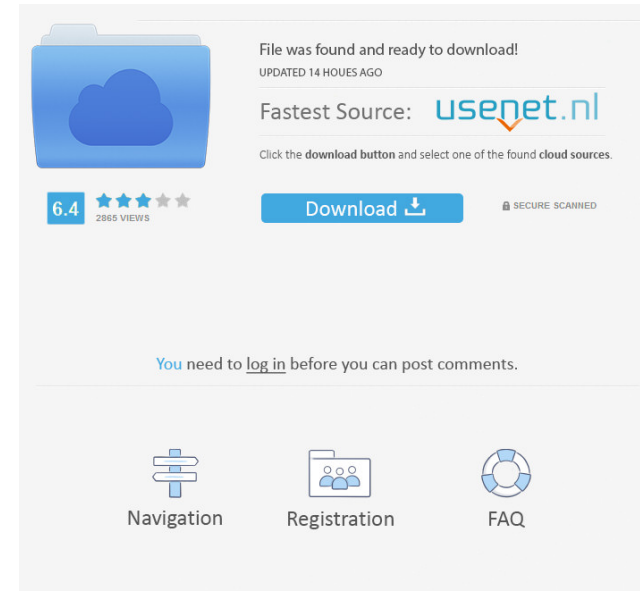 File was found and ready to download!
UPDATED 14 HOUES AGO
Fastest Source: usenet.nl
Click the download button and select one of the found cloud sources.
6.4
2865 VIEWS
Download
SECURE SCANNED
You need to log in before you can post comments.
Navigation
Registration
FAQ